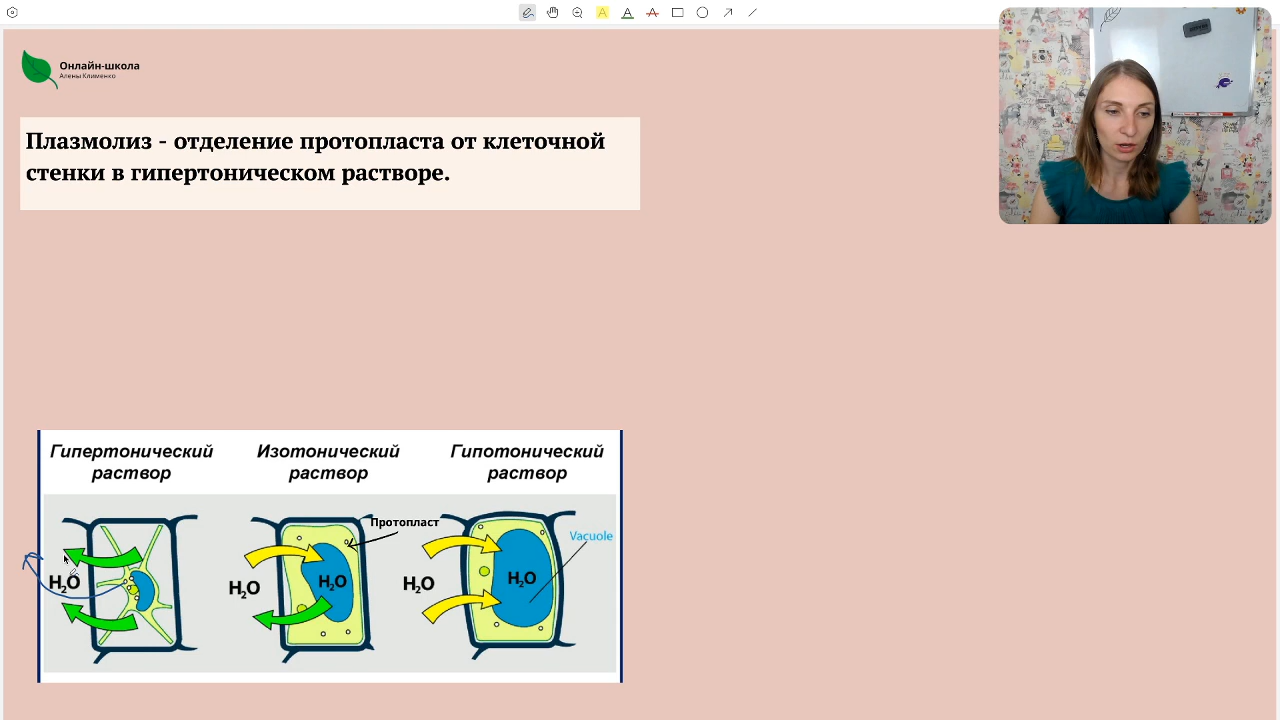 Онлайн-школа
Алены Клименко
Плазмолиз - отделение протопласта от клеточной
стенки в гипертоническом растворе.
Гипертонический
раствор
Изотонический
раствор
Гипотонический
раствор
Протопласт
Vacuole
H₂O
H₂O
H₂O
H₂O
H₂O